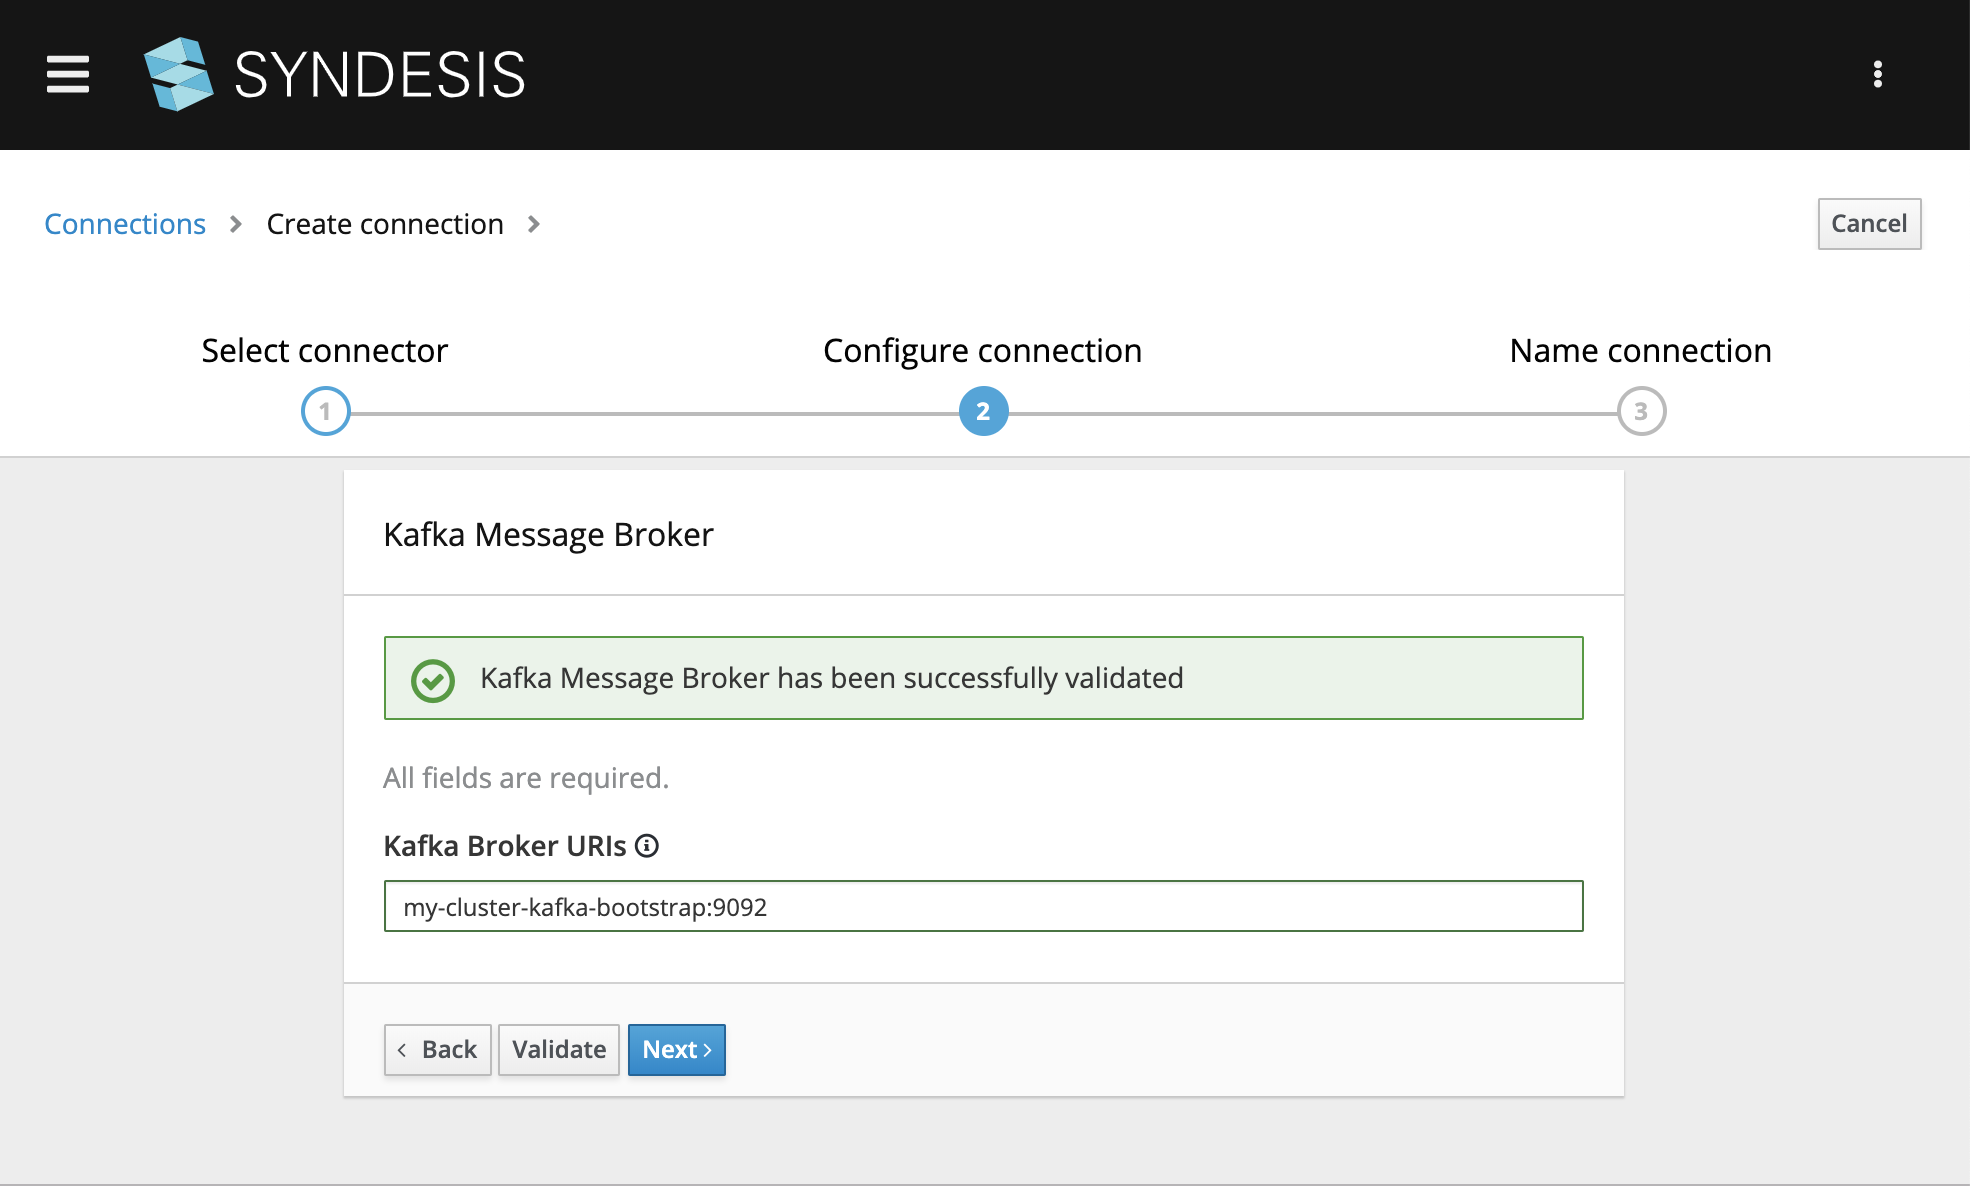 SYNDESIS
Connections > Create connection >
Cancel
Select connector
Configure connection
Name connection
1
2
3
Kafka Message Broker
Kafka Message Broker has been successfully validated
All fields are required.
Kafka Broker URIs
my-cluster-kafka-bootstrap:9092
< Back
Validate
Next >